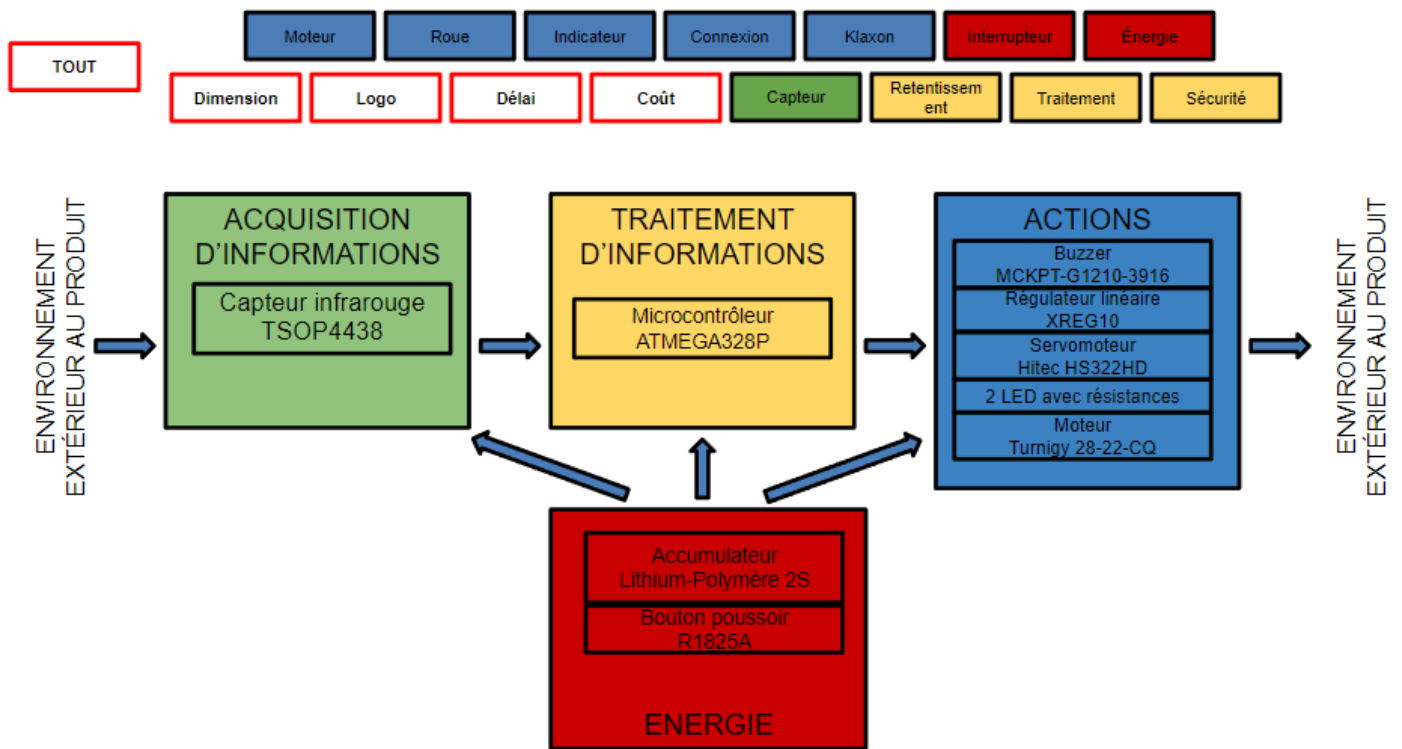 Moteur
Roue
Indicateur
Connexion
Klaxon
Interrupteur
Énergie
TOUT
Dimension
Logo
Délai
Coût
Capteur
Retentissem
ent
Traitement
Sécurité
ENVIRONNEMENT
EXTÉRIEUR AU PRODUIT
ACQUISITION
D'INFORMATIONS
Capteur infrarouge
TSOP4438
TRAITEMENT
D'INFORMATIONS
Microcontrôleur
ATMEGA328P
ACTIONS
Buzzer
MCKPT-G1210-3916
Régulateur linéaire
XREG10
Servomoteur
Hitec HS322HD
2 LED avec résistances
Moteur
Turnigy 28-22-CQ
ENVIRONNEMENT
EXTÉRIEUR AU PRODUIT
Accumulateur
Lithium-Polymère 2S
Bouton poussoir
R1825A
ENERGIE